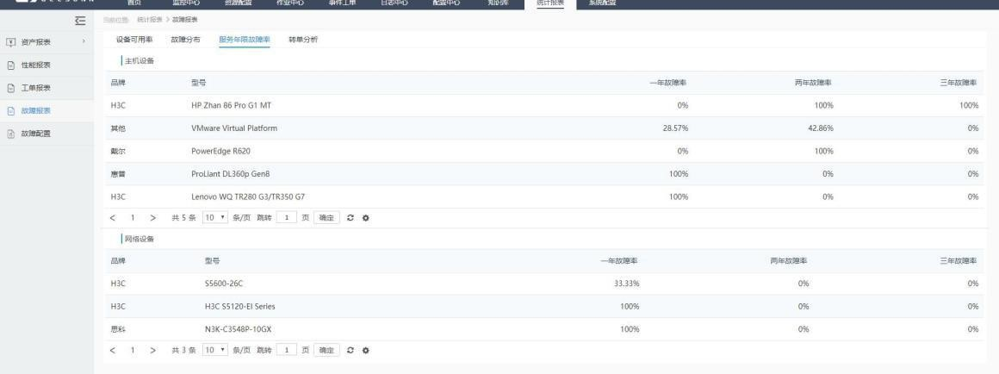 首页 监控中心 资源配置 作业中心 事件工单 日志中心 配置中心 知识库 统计报表 系统配置
当前位置: 统计报表 > 故障报表
资产报表 >
性能报表
工单报表
故障报表
故障配置
设备可用率 故障分布 服务年限故障率 转单分析
主机设备
品牌 型号 一年故障率 两年故障率 三年故障率
H3C HP Zhan 86 Pro G1 MT 0% 100% 100%
其他 VMware Virtual Platform 28.57% 42.86% 0%
戴尔 PowerEdge R620 0% 100% 0%
惠普 ProLiant DL360p Gen8 100% 0% 0%
H3C Lenovo WQ TR280 G3/TR350 G7 100% 0% 0%
< 1 > 共 5 条 10 条/页 跳转 1 页 确定
网络设备
品牌 型号 一年故障率 两年故障率 三年故障率
H3C S5600-26C 33.33% 0% 0%
H3C H3C S5120-EI Series 100% 0% 0%
思科 N3K-C3548P-10GX 100% 0% 0%
< 1 > 共 3 条 10 条/页 跳转 1 页 确定